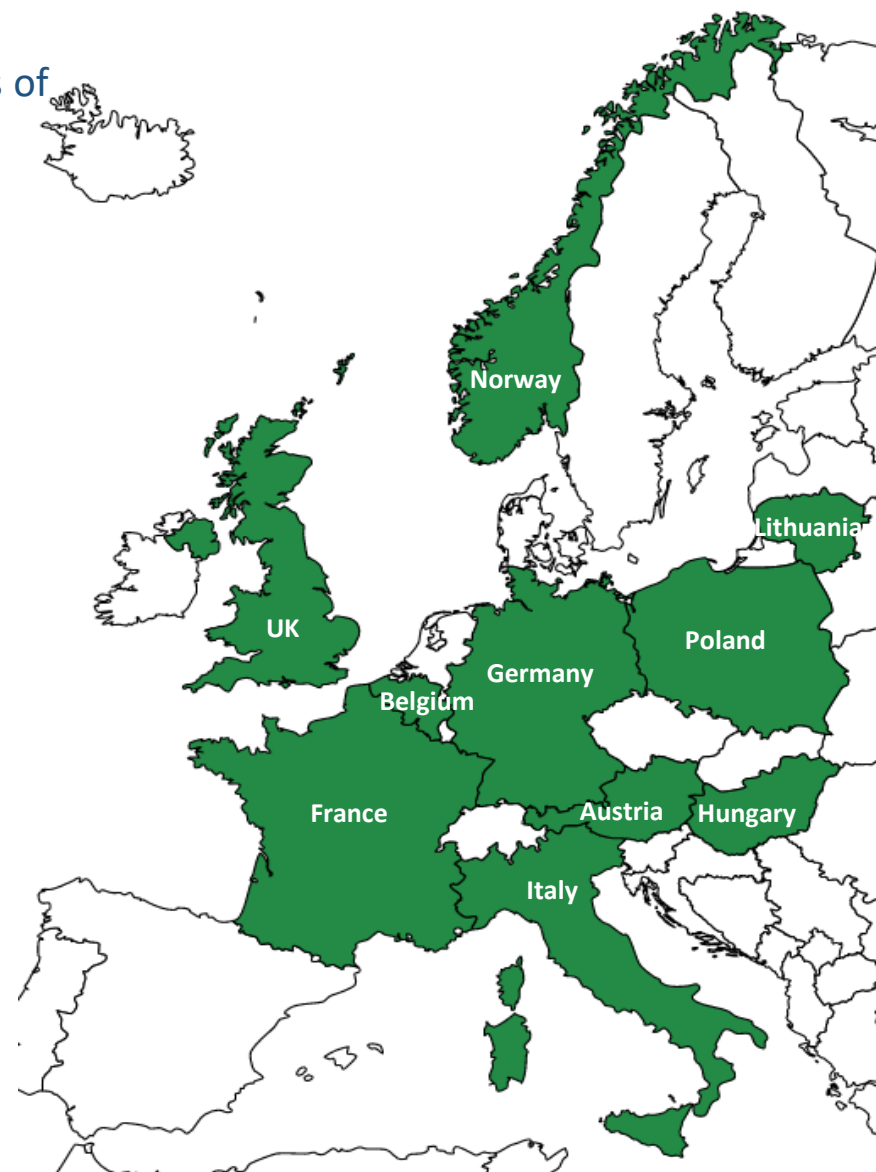 s of
Norway
Lithuania
UK
Poland
Germany
Belgium
France
Austria
Hungary
Italy